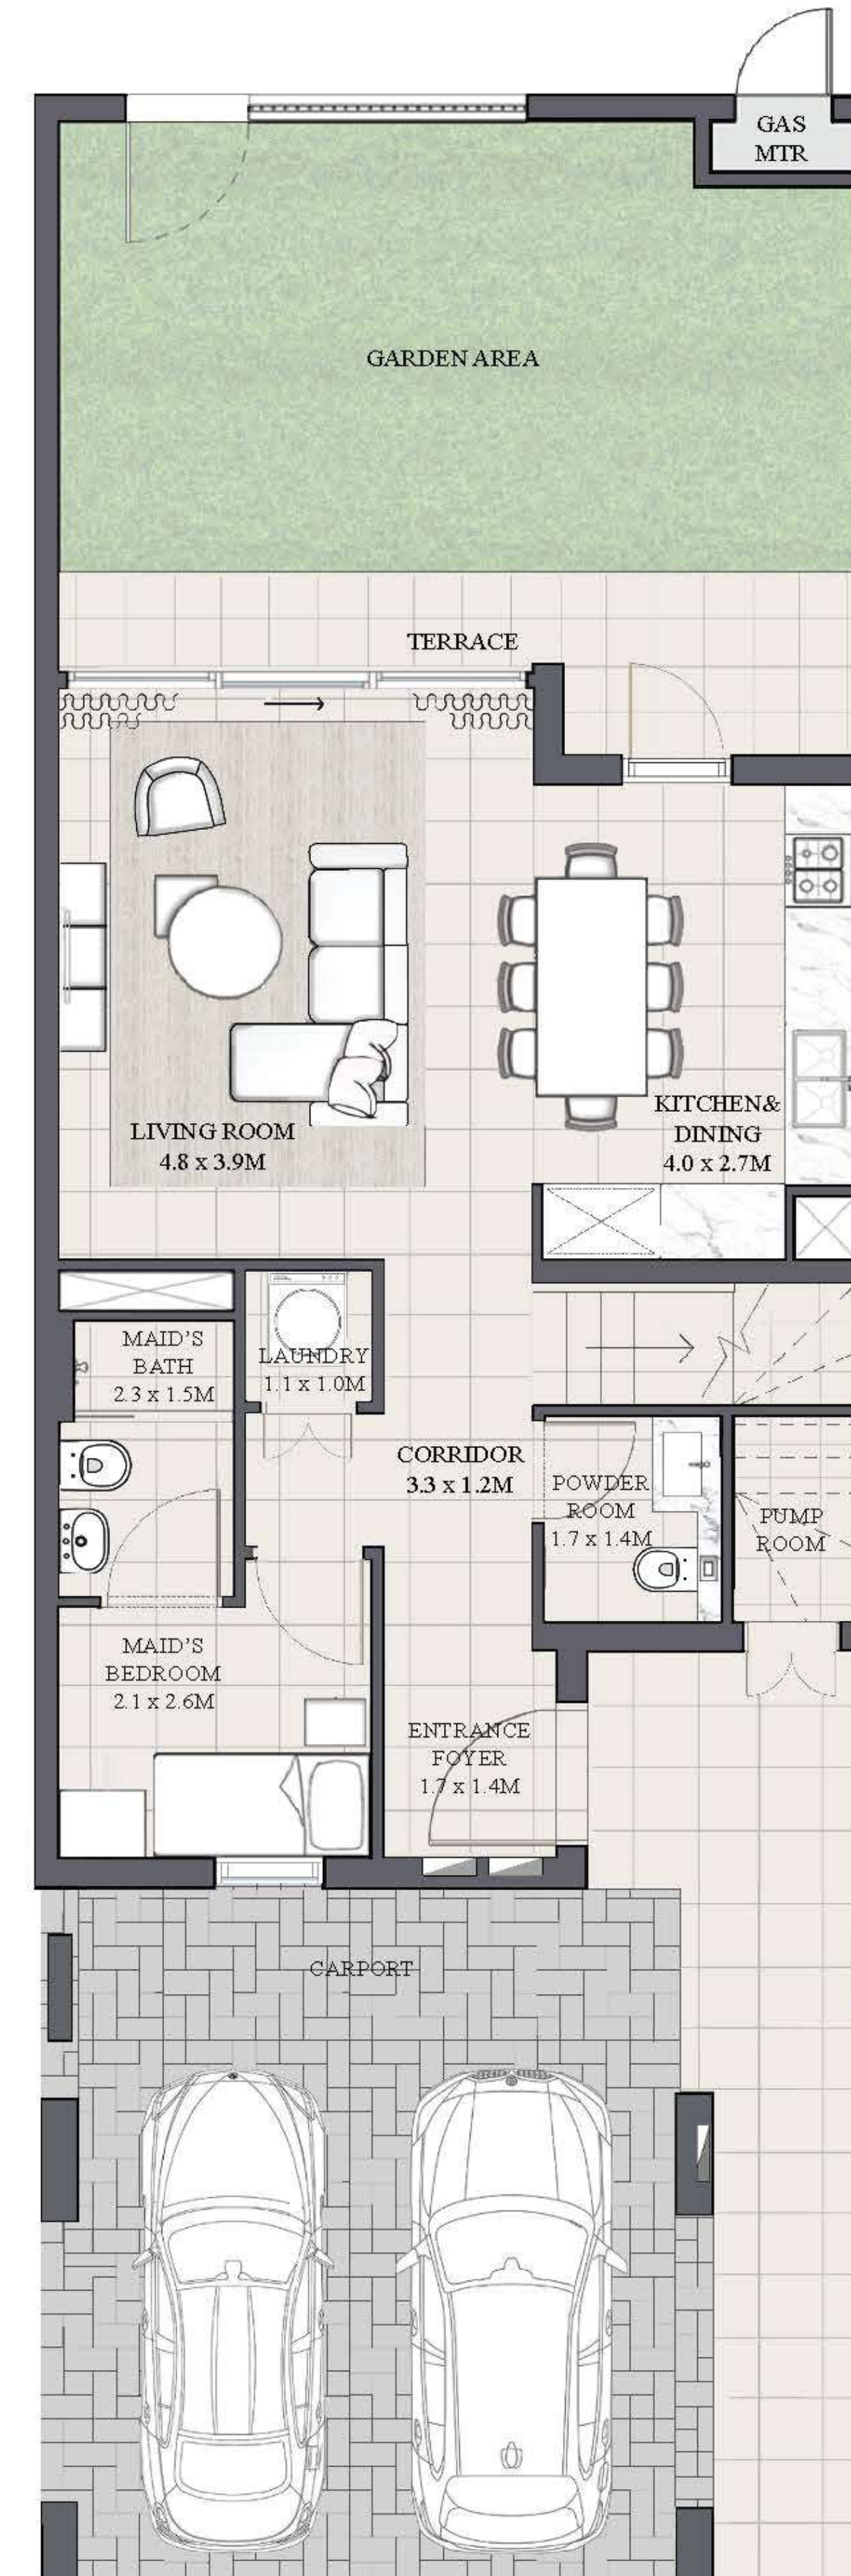 GAS
MTR
GARDEN AREA
TERRACE
KITCHEN&
DINING
4.0 x 2.7M
LIVING ROOM
4.8 x 3.9M
MAID'S
BATH
2.3 x 1.5M
LAUNDRY
1.1 x 1.0M
CORRIDOR
3.3 x 1.2M
POWDER
ROOM
1.7 x 1.4M
PUMP
ROOM
MAID'S
BEDROOM
2.1 x 2.6M
ENTRANCE
FOYER
1.7 x 1.4M
CARPORT